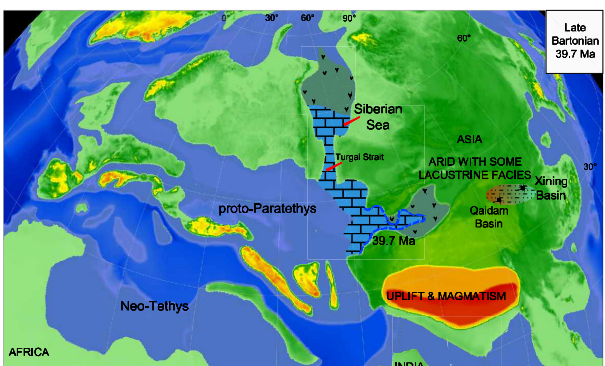 0°
30°
60°
90°
60°
Late
Bartonian
39.7 Ma
Siberian
Sea
ASIA
Turgai Strait
ARID WITH SOME
LACUSTRINE FACIES
30°
Xining
Basin
Qaidam
Basin
proto-Paratethys
39.7 Ma
UPLIFT & MAGMATISM
Neo-Tethys
AFRICA
INDIA